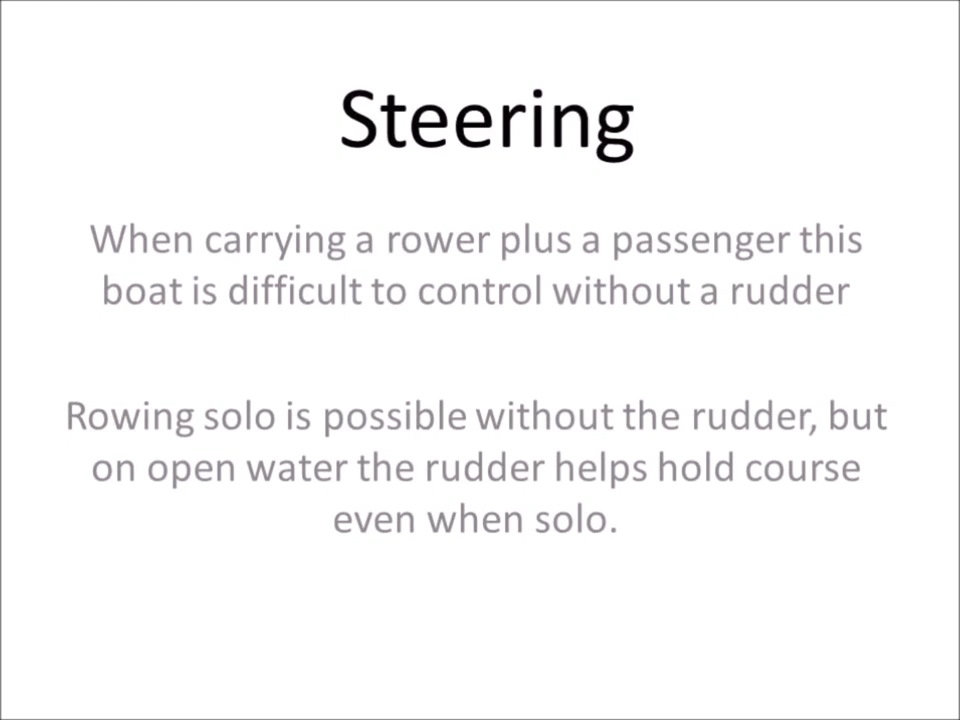 Steering
When carrying a rower plus a passenger this
boat is difficult to control without a rudder
Rowing solo is possible without the rudder, but
on open water the rudder helps hold course
even when solo.